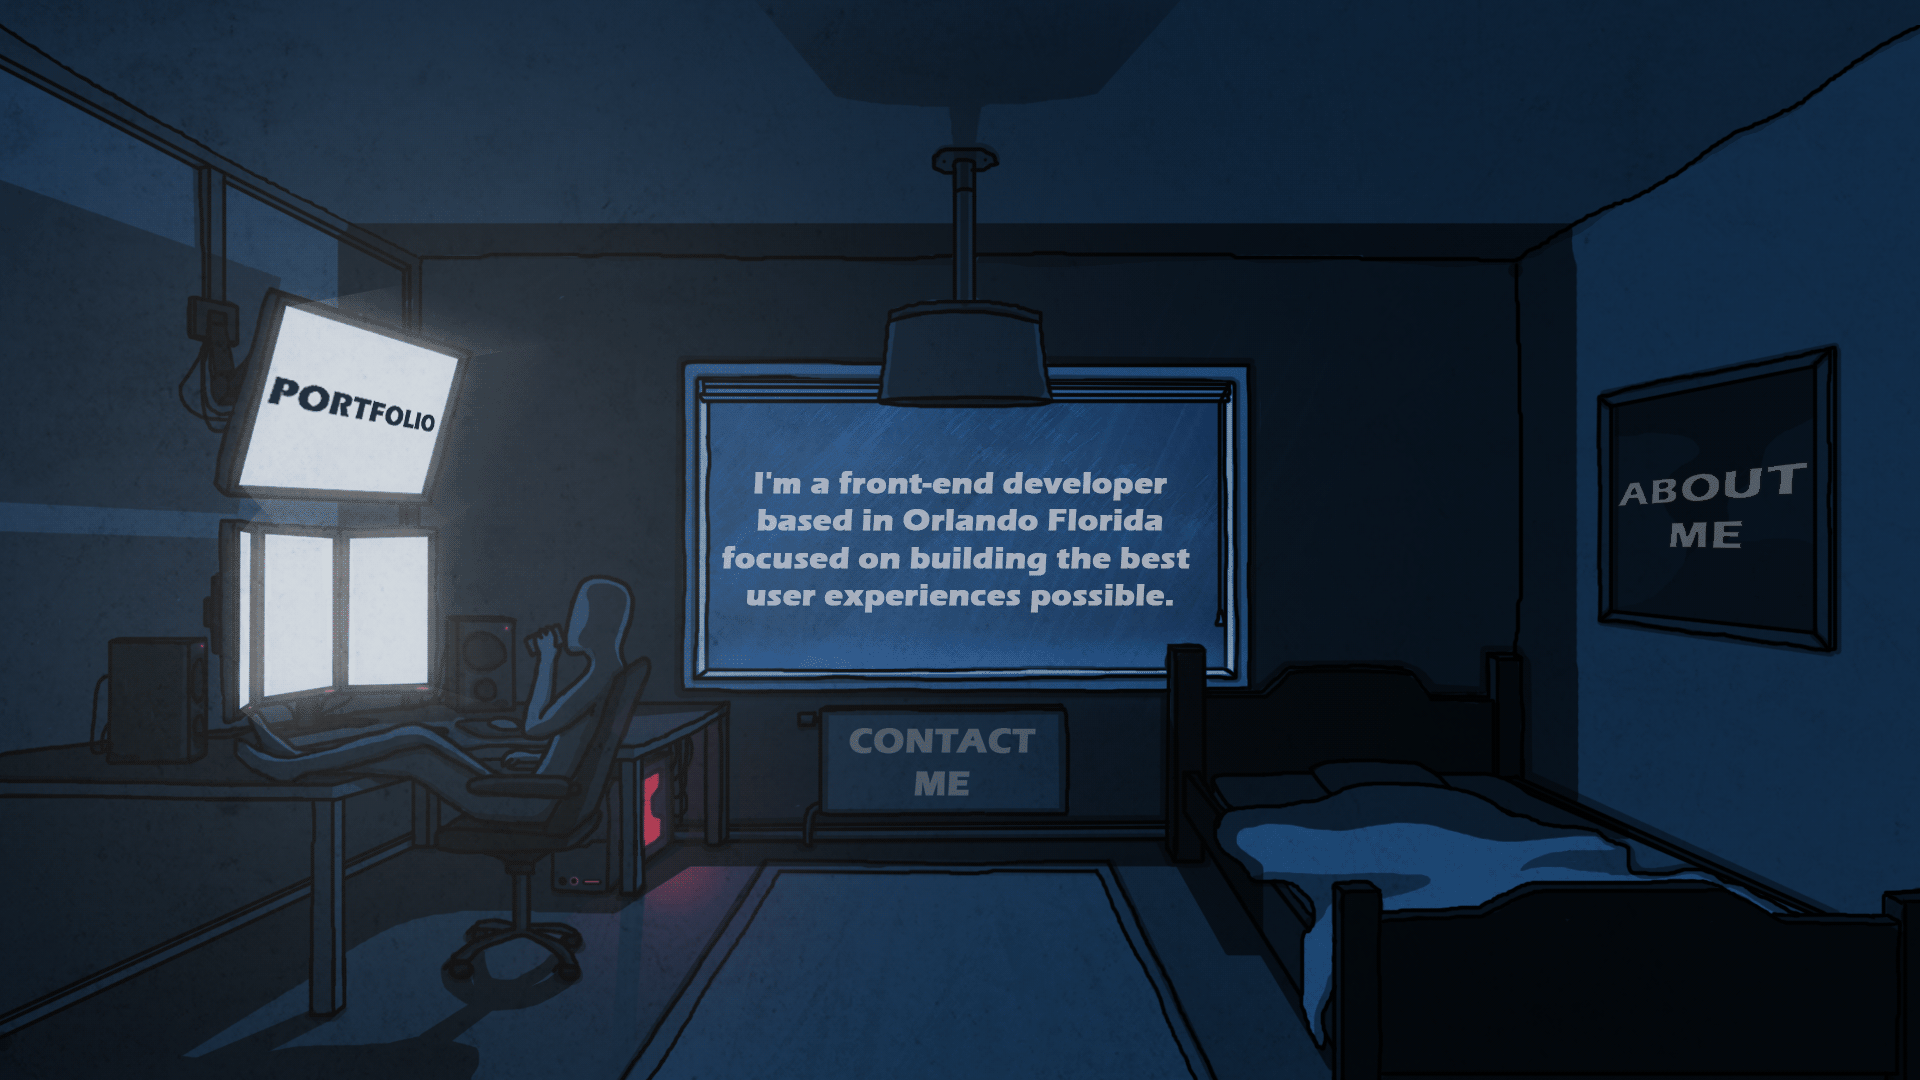 PORTFOLIO
I'm a front-end developer
based in Orlando Florida
focused on building the best
user experiences possible.
ABOUT
ME
CONTACT
ME